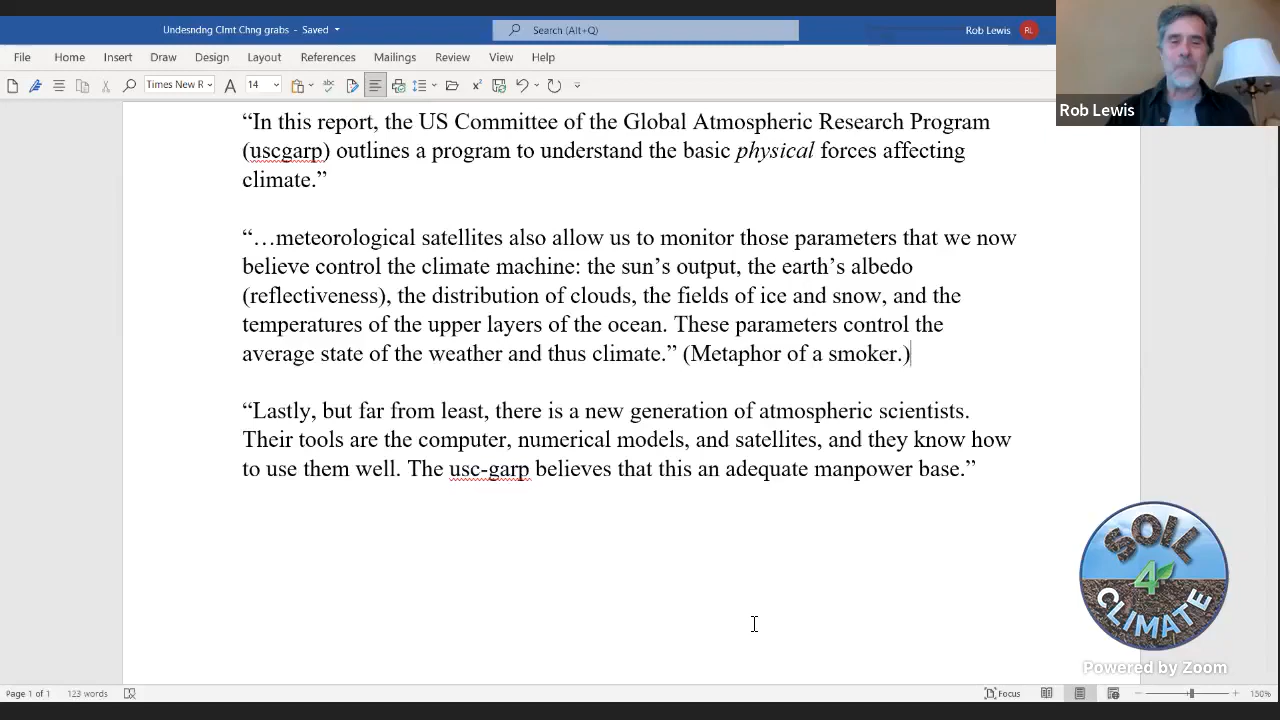 Undesndng Clmt Chng grabs - Saved
Search (Alt+Q)
Rob Lewis
RL
File Home Insert Draw Design Layout References Mailings Review View Help
Times New R
14
Rob Lewis
“In this report, the US Committee of the Global Atmospheric Research Program
(uscgarp) outlines a program to understand the basic physical forces affecting
climate.”
“…meteorological satellites also allow us to monitor those parameters that we now
believe control the climate machine: the sun’s output, the earth’s albedo
(reflectiveness), the distribution of clouds, the fields of ice and snow, and the
temperatures of the upper layers of the ocean. These parameters control the
average state of the weather and thus climate.” (Metaphor of a smoker.)
“Lastly, but far from least, there is a new generation of atmospheric scientists.
Their tools are the computer, numerical models, and satellites, and they know how
to use them well. The usc-garp believes that this an adequate manpower base.”
SOIL
4
CLIMATE
Powered by Zoom
Page 1 of 1 123 words
Focus
150%